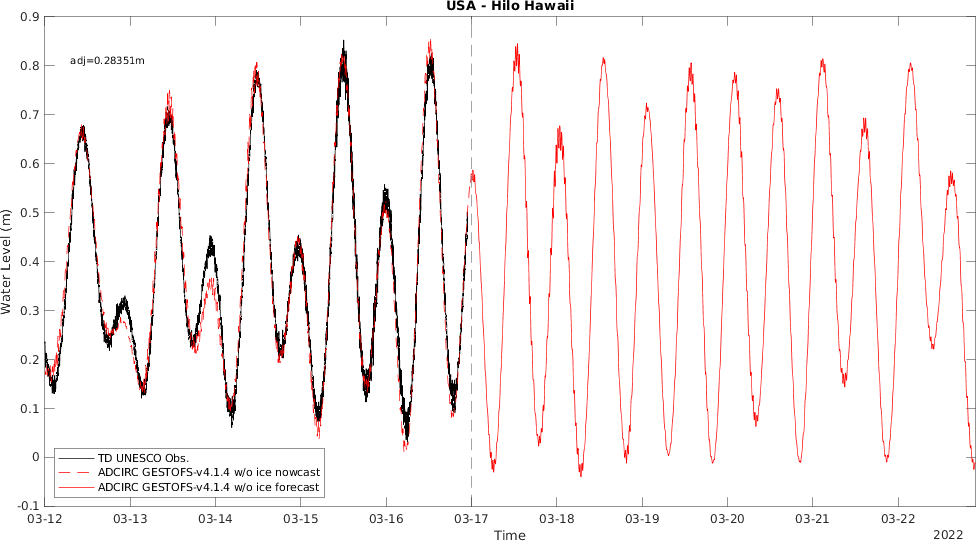 USA - Hilo Hawaii
0.9
0.8
adj=0.28351m
0.7
0.6
0.5
0.4
0.3
0.2
0.1
0
-0.1
Water Level (m)
TD UNESCO Obs.
ADCIRC GESTOFS-v4.1.4 w/o ice nowcast
ADCIRC GESTOFS-v4.1.4 w/o ice forecast
03-12 03-13 03-14 03-15 03-16 03-17 03-18 03-19 03-20 03-21 03-22
Time
2022